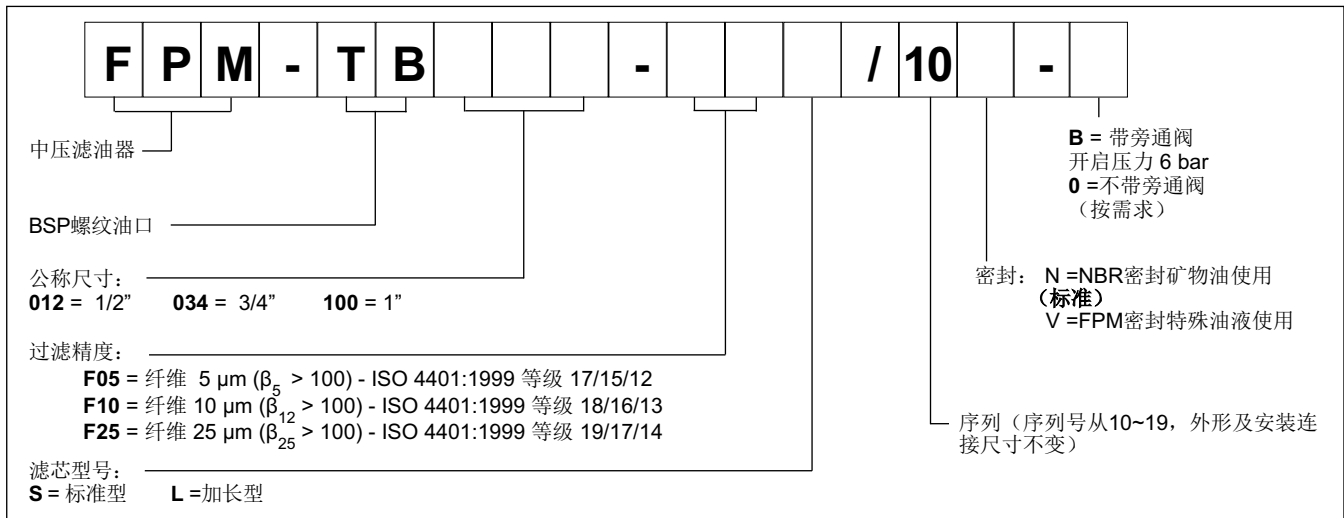 F P M - T B - / 10 -
中压滤油器
BSP螺纹油口
公称尺寸：
012 = 1/2” 034 = 3/4” 100 = 1”
过滤精度：
F05 = 纤维 5 µm (β5 > 100) - ISO 4401:1999 等级 17/15/12
F10 = 纤维 10 µm (β12 > 100) - ISO 4401:1999 等级 18/16/13
F25 = 纤维 25 µm (β25 > 100) - ISO 4401:1999 等级 19/17/14
滤芯型号：
S = 标准型 L =加长型
B = 带旁通阀
开启压力 6 bar
0 =不带旁通阀
（按需求）
密封： N =NBR密封矿物油使用
（标准）
V =FPM密封特殊油液使用
序列（序列号从10~19，外形及安装连
接尺寸不变）